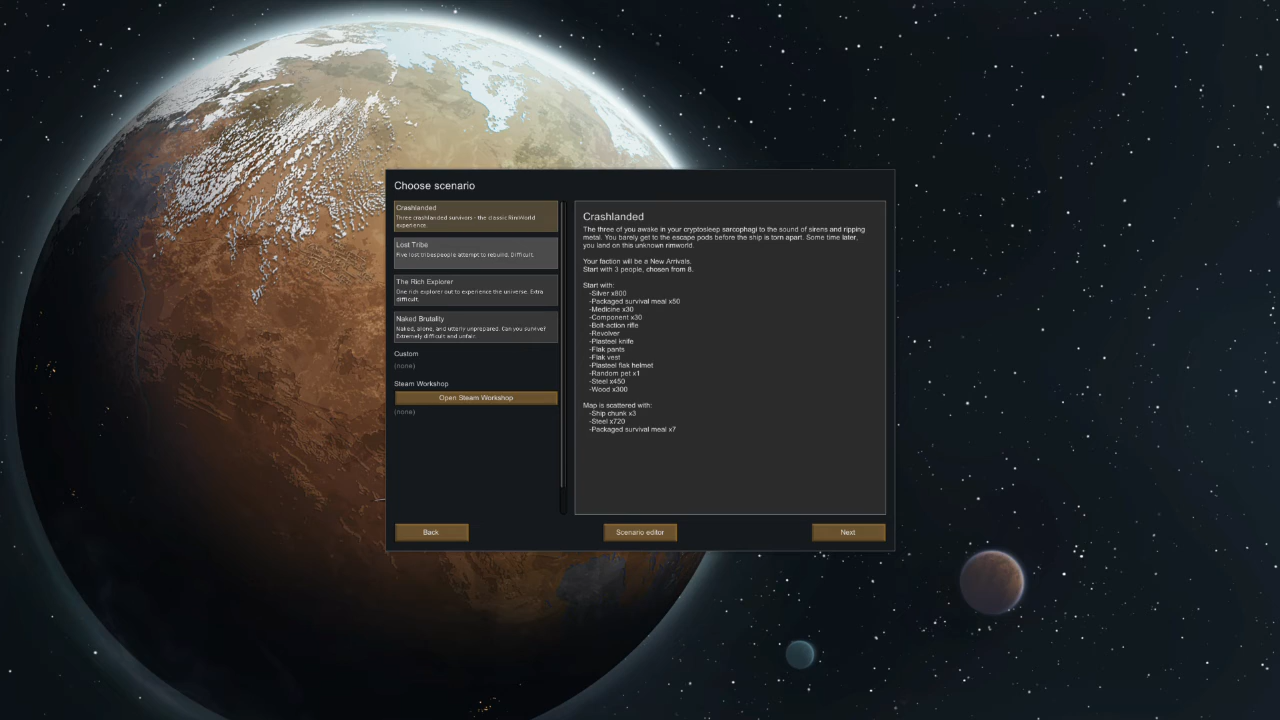 Choose scenario
Crashlanded
Three crashlanded survivors - the classic RimWorld
experience.
Lost Tribe
Five lost tribespeople attempt to rebuild. Difficult.
The Rich Explorer
One rich explorer out to experience the universe. Extra
difficult.
Naked Brutality
Naked, alone, and utterly unprepared. Can you survive?
Extremely difficult and unfair.
Custom
(none)
Steam Workshop
Open Steam Workshop
(none)
Crashlanded
The three of you awake in your cryptosleep sarcophagi to the sound of sirens and ripping
metal. You barely get to the escape pods before the ship is torn apart. Some time later,
you land on this unknown rimworld.
Your faction will be a New Arrivals.
Start with 3 people, chosen from 8.
Start with:
-Silver x800
-Packaged survival meal x50
-Medicine x30
-Component x30
-Bolt-action rifle
-Revolver
-Plasteel knife
-Flak pants
-Flak vest
-Plasteel flak helmet
-Random pet x1
-Steel x450
-Wood x300
Map is scattered with:
-Ship chunk x3
-Steel x720
-Packaged survival meal x7
Back
Scenario editor
Next